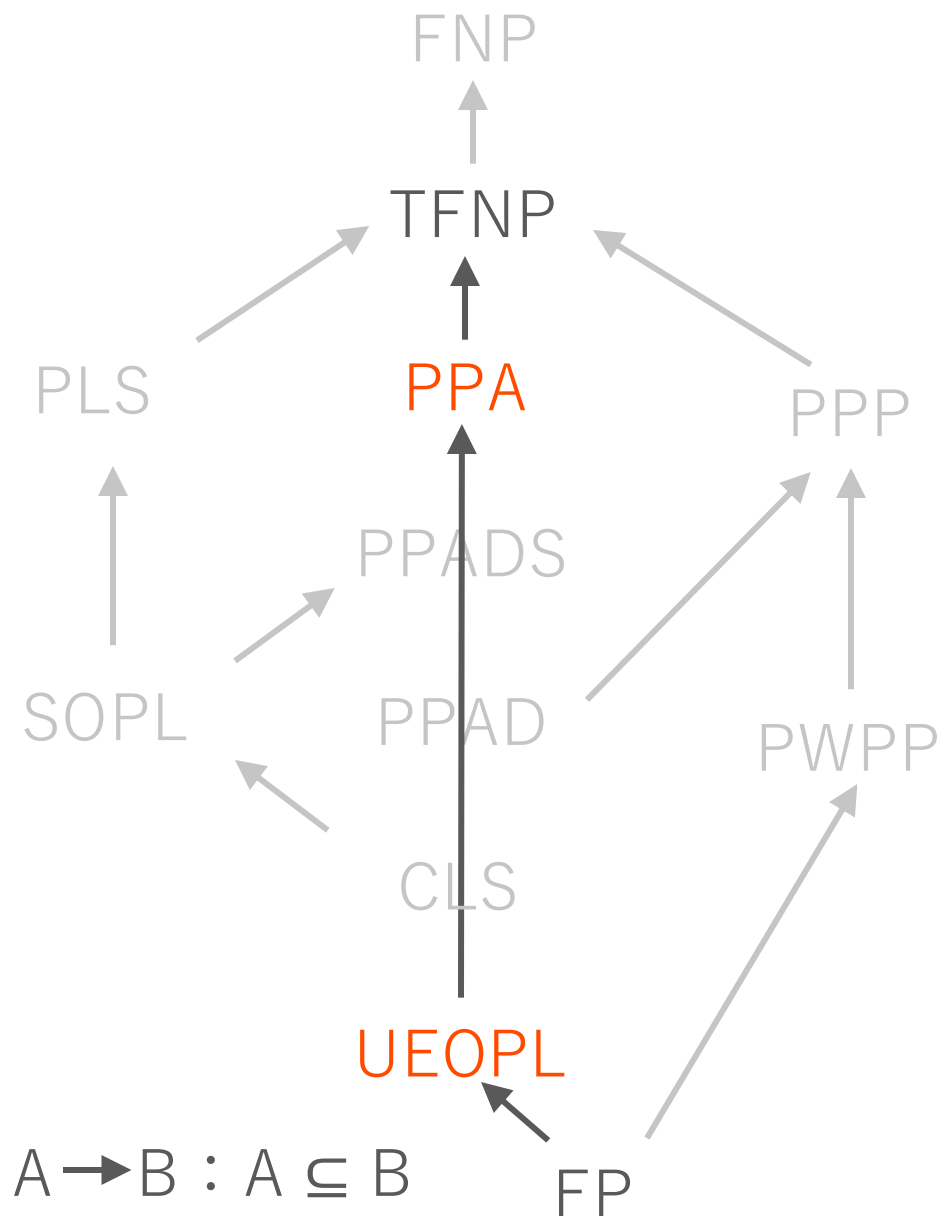 FNP
TFNP
PLS
PPA
PPP
PPADS
SOPL
PPAD
PWPP
CLS
UEOPL
A → B : A ⊆ B
FP